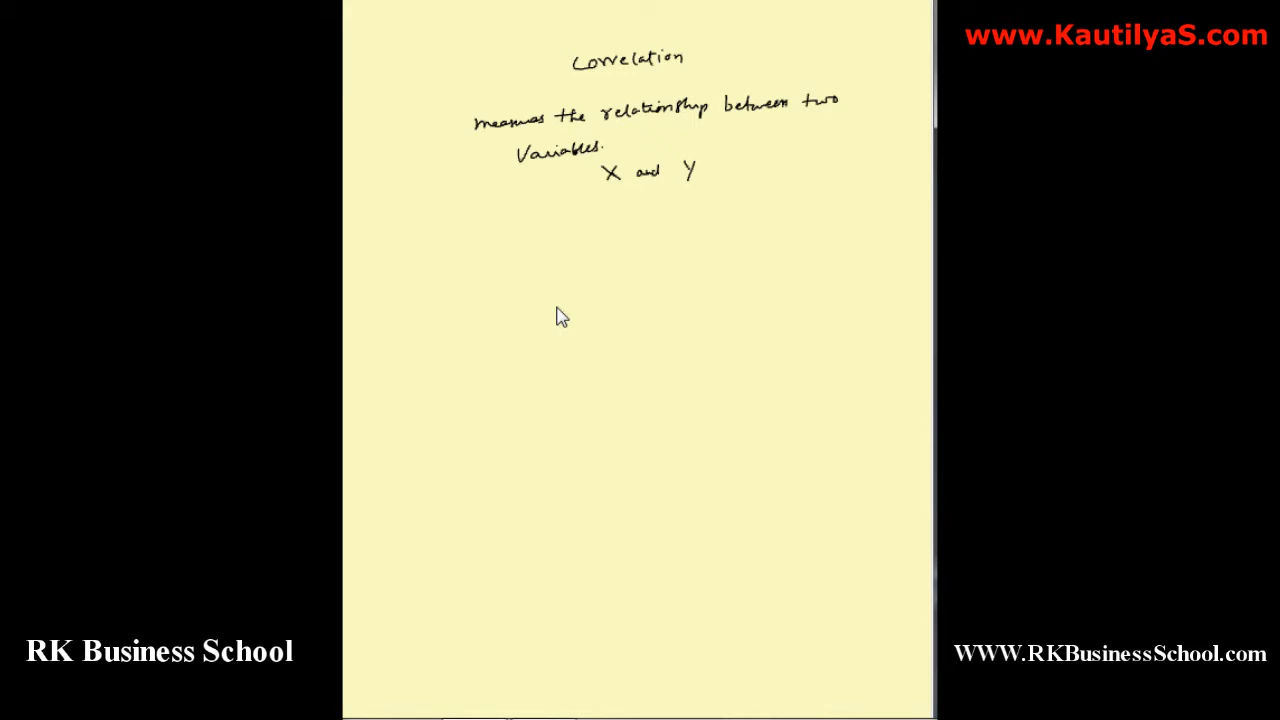 www.KautilyaS.com
Correlation
measures the relationship between two
Variables.
X and Y
RK Business School
WWW.RKBusinessSchool.com